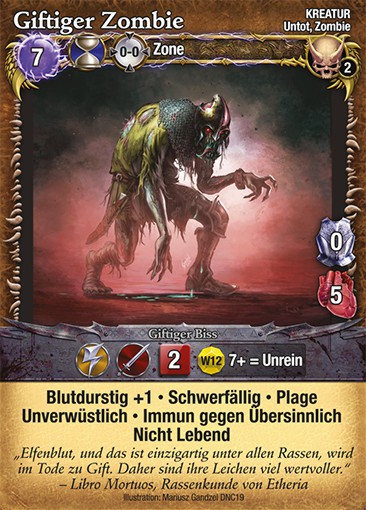 Giftiger Zombie
KREATUR
Untot, Zombie
7
0-0
Zone
2
0
5
Giftiger Biss
2
W12
7+ = Unrein
Blutdurstig +1 • Schwerfällig • Plage
Unverwüstlich • Immun gegen Übersinnlich
Nicht Lebend
„Elfenblut, und das ist einzigartig unter allen Rassen, wird
im Tode zu Gift. Daher sind ihre Leichen viel wertvoller.“
– Libro Mortuos, Rassenkunde von Etheria
Illustration: Mariusz Gandzel DNC19